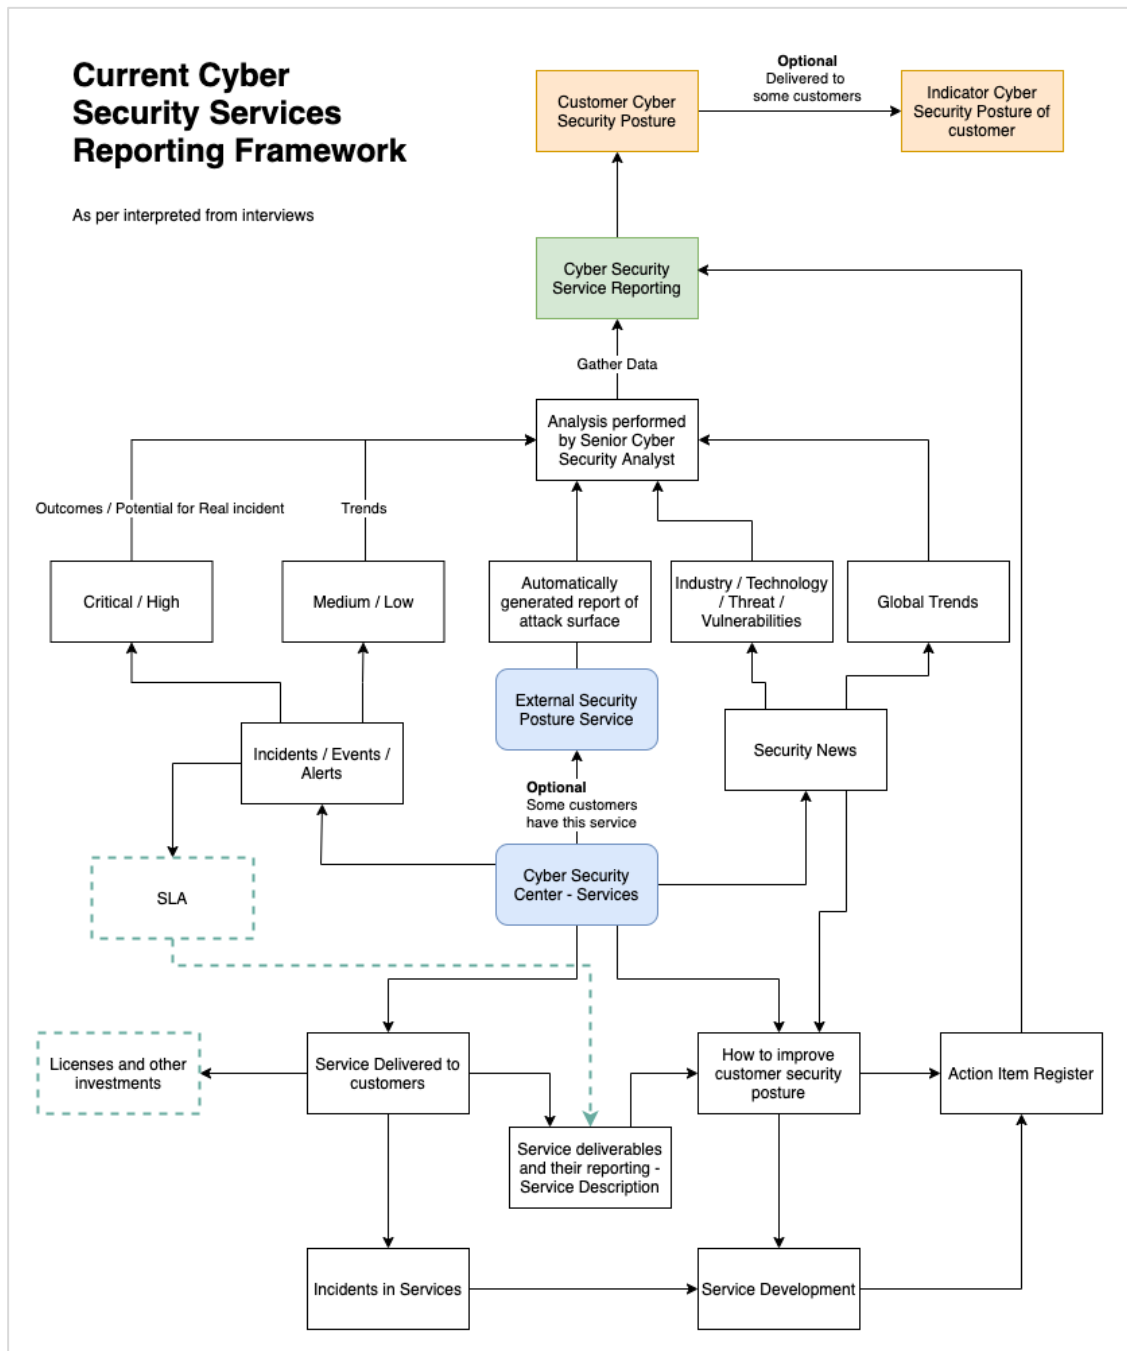 Current Cyber
Security Services
Reporting Framework
As per interpreted from interviews
Customer Cyber
Security Posture
Optional
Delivered to
some customers
Indicator Cyber
Security Posture of
customer
Cyber Security
Service Reporting
Gather Data
Analysis performed
by Senior Cyber
Security Analyst
Outcomes / Potential for Real incident
Trends
Critical / High
Medium / Low
Automatically
generated report of
attack surface
Industry / Technology
/ Threat /
Vulnerabilities
Global Trends
External Security
Posture Service
Incidents / Events /
Alerts
Security News
Optional
Some customers
have this service
Cyber Security
Center - Services
SLA
Licenses and other
investments
Service Delivered to
customers
How to improve
customer security
posture
Action Item Register
Service deliverables
and their reporting -
Service Description
Incidents in Services
Service Development